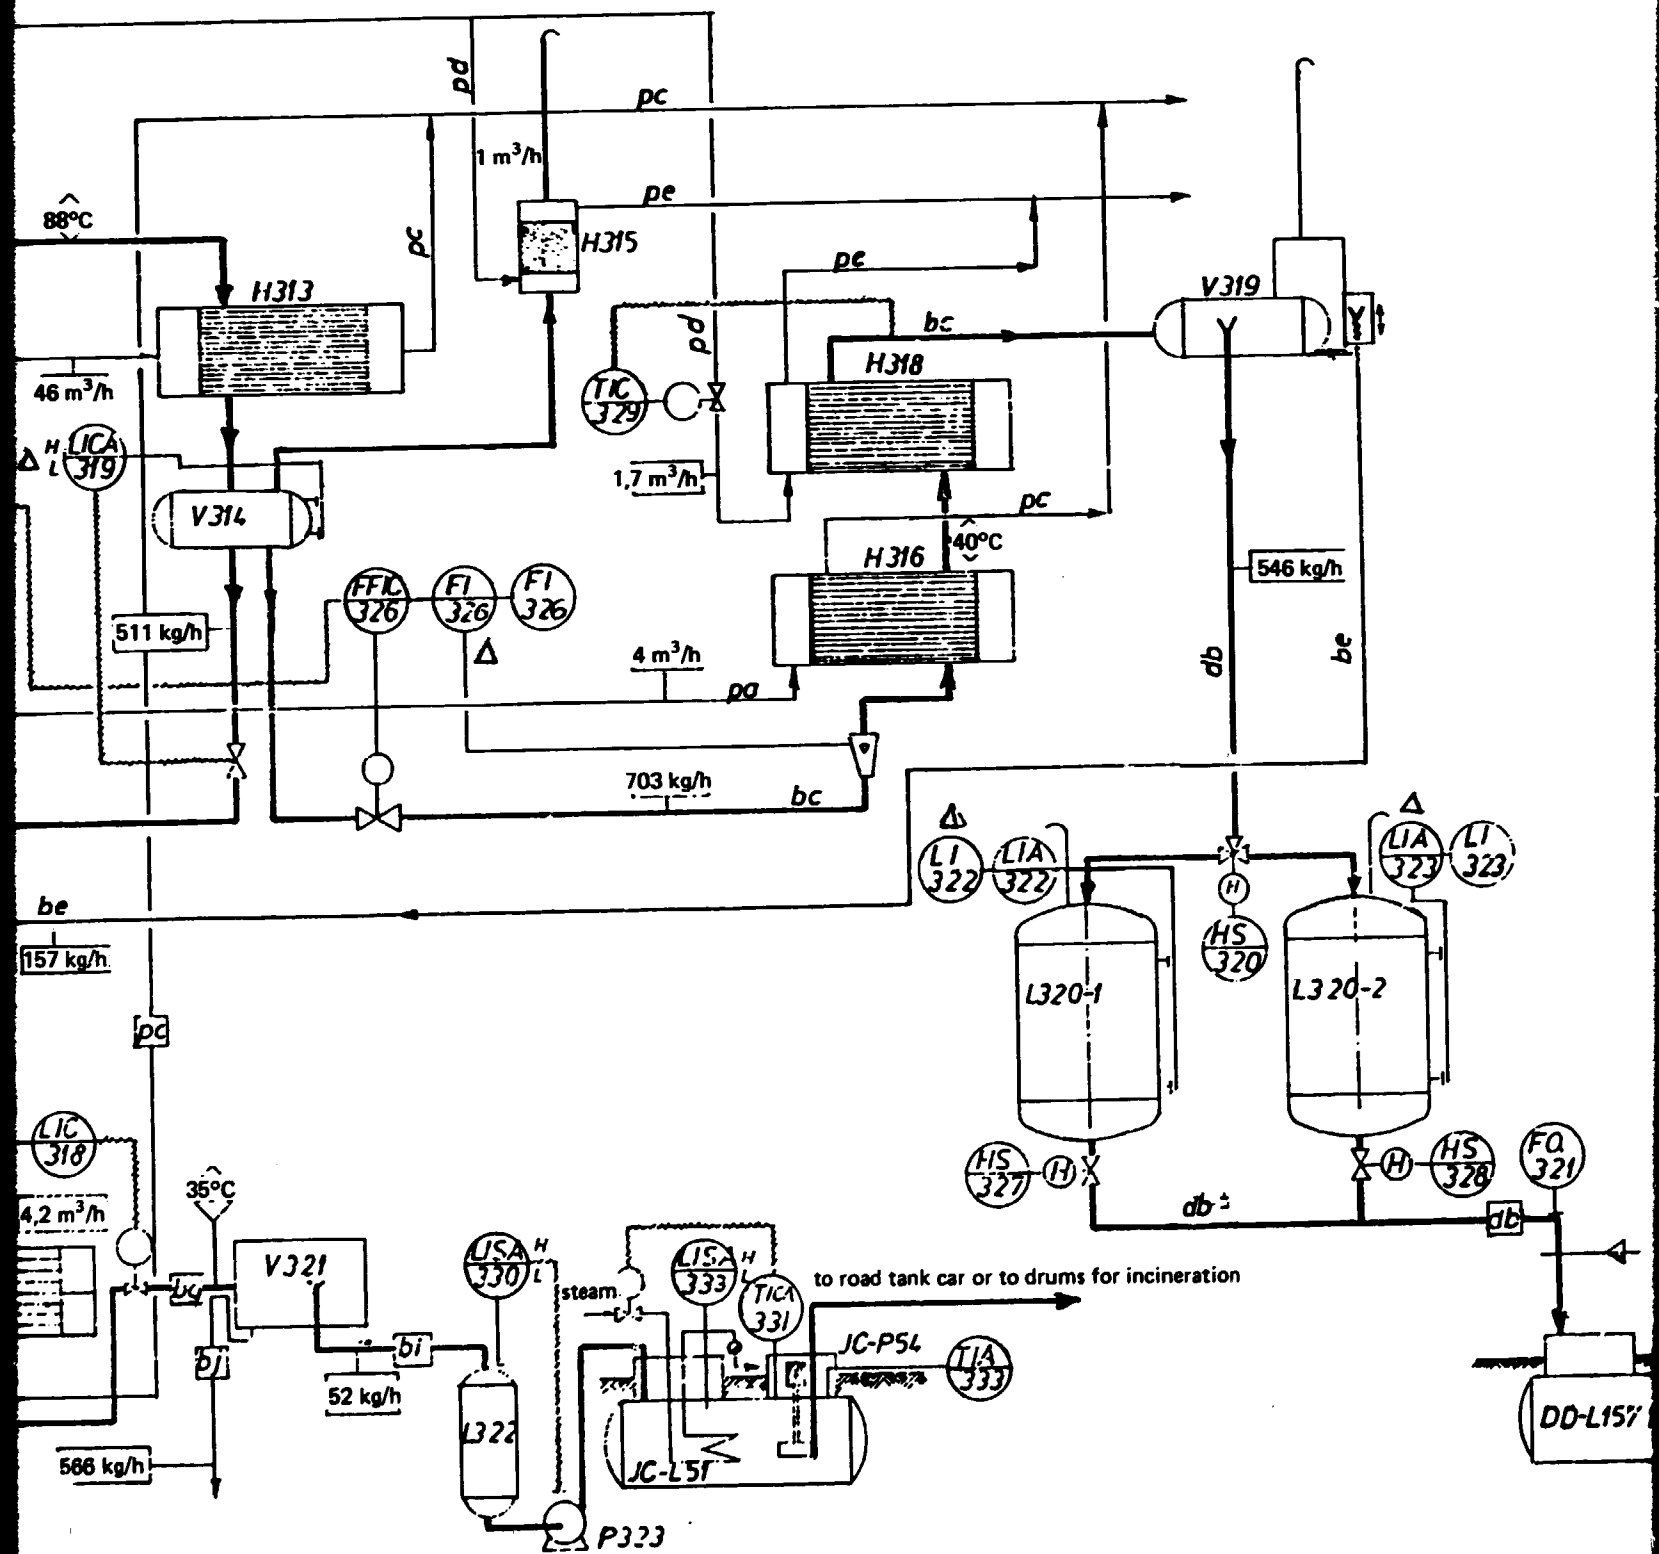 pd
pc
1 m³/h
pe
88°C
pc
H315
H313
pe
V319
pd
bc
H318
46 m³/h
TIC
329
H
L
LICA
319
1,7 m³/h
pc
V314
40°C
H316
546 kg/h
FFIC
326
FI
326
FI
326
511 kg/h
4 m³/h
pa
db
be
703 kg/h
bc
LI
322
LIA
322
LIA
323
LI
323
H
be
HS
320
157 kg/h
L320-1
L320-2
pc
LIC
318
HS
327
H
H
HS
328
FQ
321
35°C
4,2 m³/h
db
db
V321
LISA
330
H
L
LISA
333
H
L
steam
TICA
331
to road tank car or to drums for incineration
bq
JC-P54
TIA
333
bj
bi
52 kg/h
L322
DD-L157
566 kg/h
JC-L51
P323